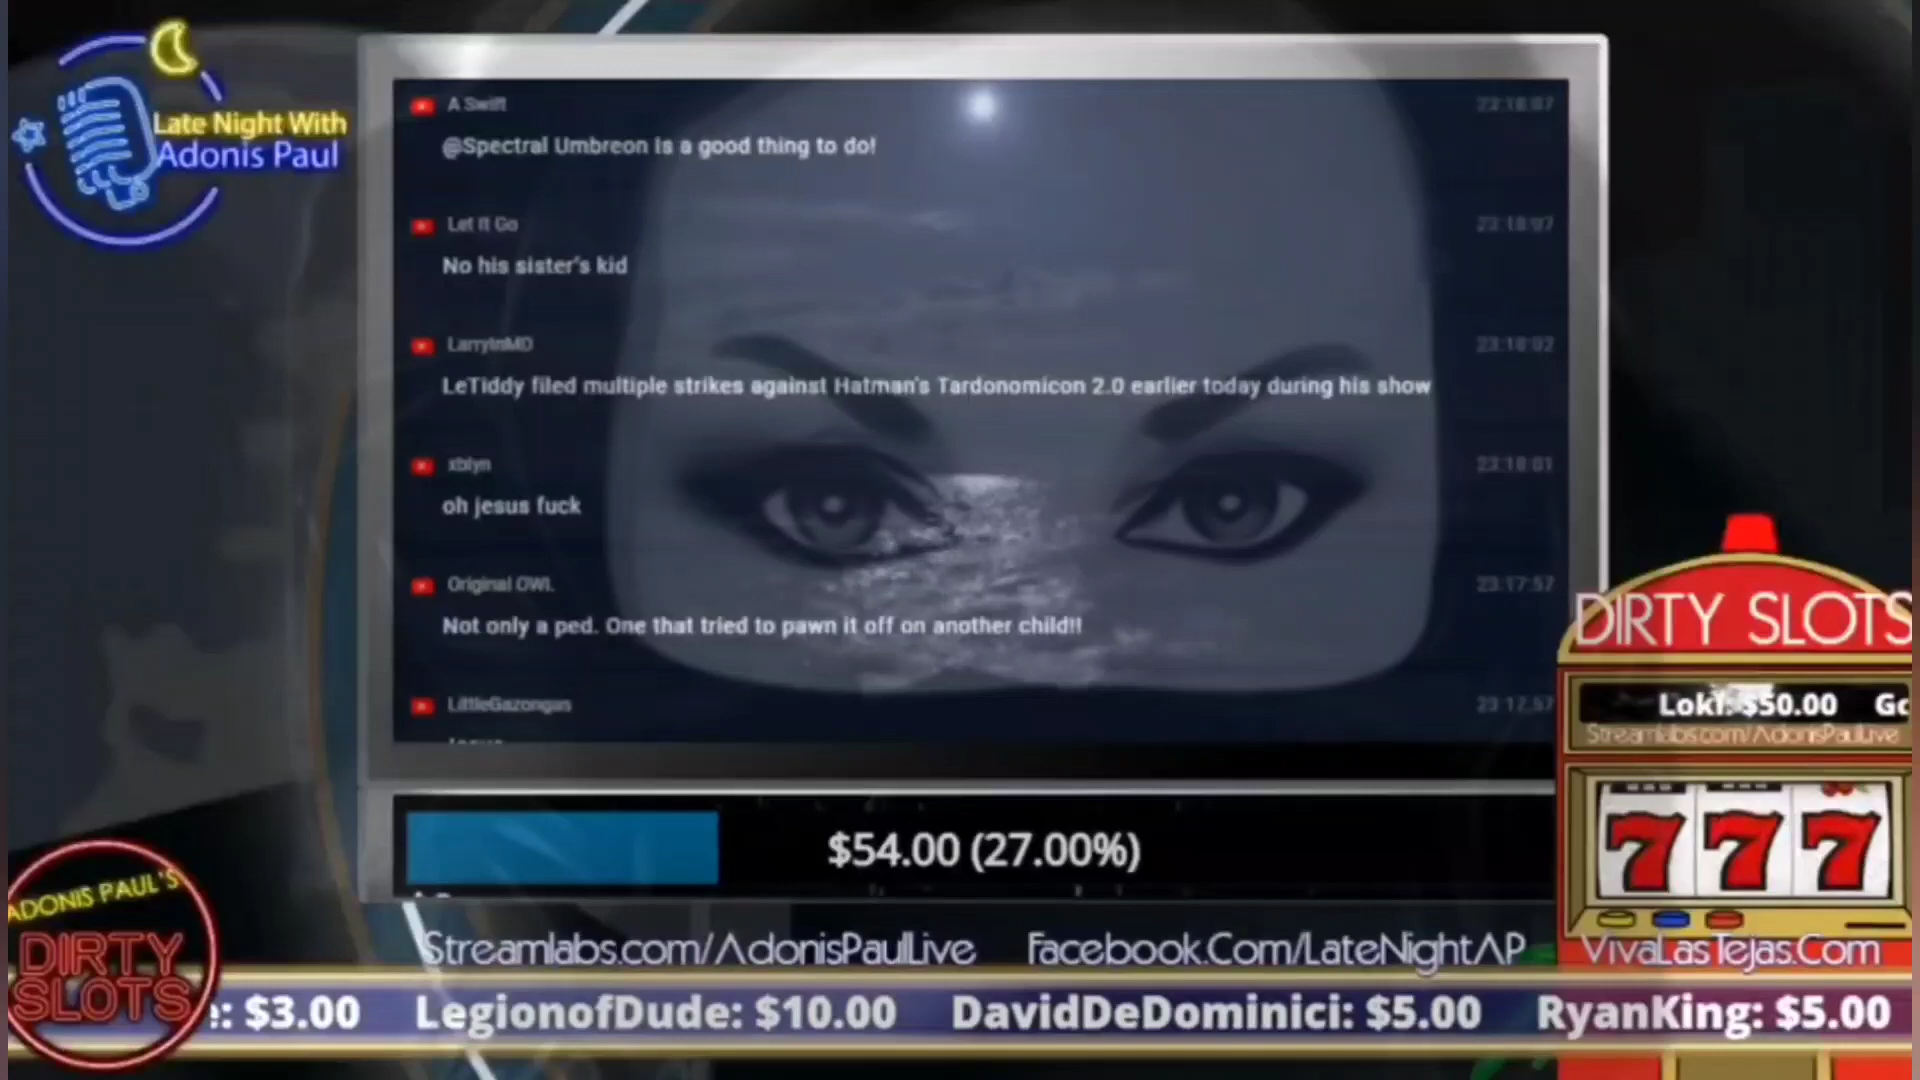 Late Night With
Adonis Paul
A Swift
23:18:07
@Spectral Umbreon is a good thing to do!
Let It Go
23:18:07
No his sister's kid
LarryInMD
23:18:02
LeTiddy filed multiple strikes against Hatman's Tardonomicon 2.0 earlier today during his show
xblyn
23:18:01
oh jesus fuck
Original OWL
23:17:57
Not only a ped. One that tried to pawn it off on another child!!
LittleGazongas
23:17:57
DIRTY SLOTS
Loki: $50.00 Go
Streamlabs.com/AdonisPaulLive
777
$54.00 (27.00%)
ADONIS PAUL'S
DIRTY
SLOTS
Streamlabs.com/AdonisPaulLive Facebook.Com/LateNightAP VivaLasTejas.Com
e: $3.00 LegionofDude: $10.00 DavidDeDominici: $5.00 RyanKing: $5.00